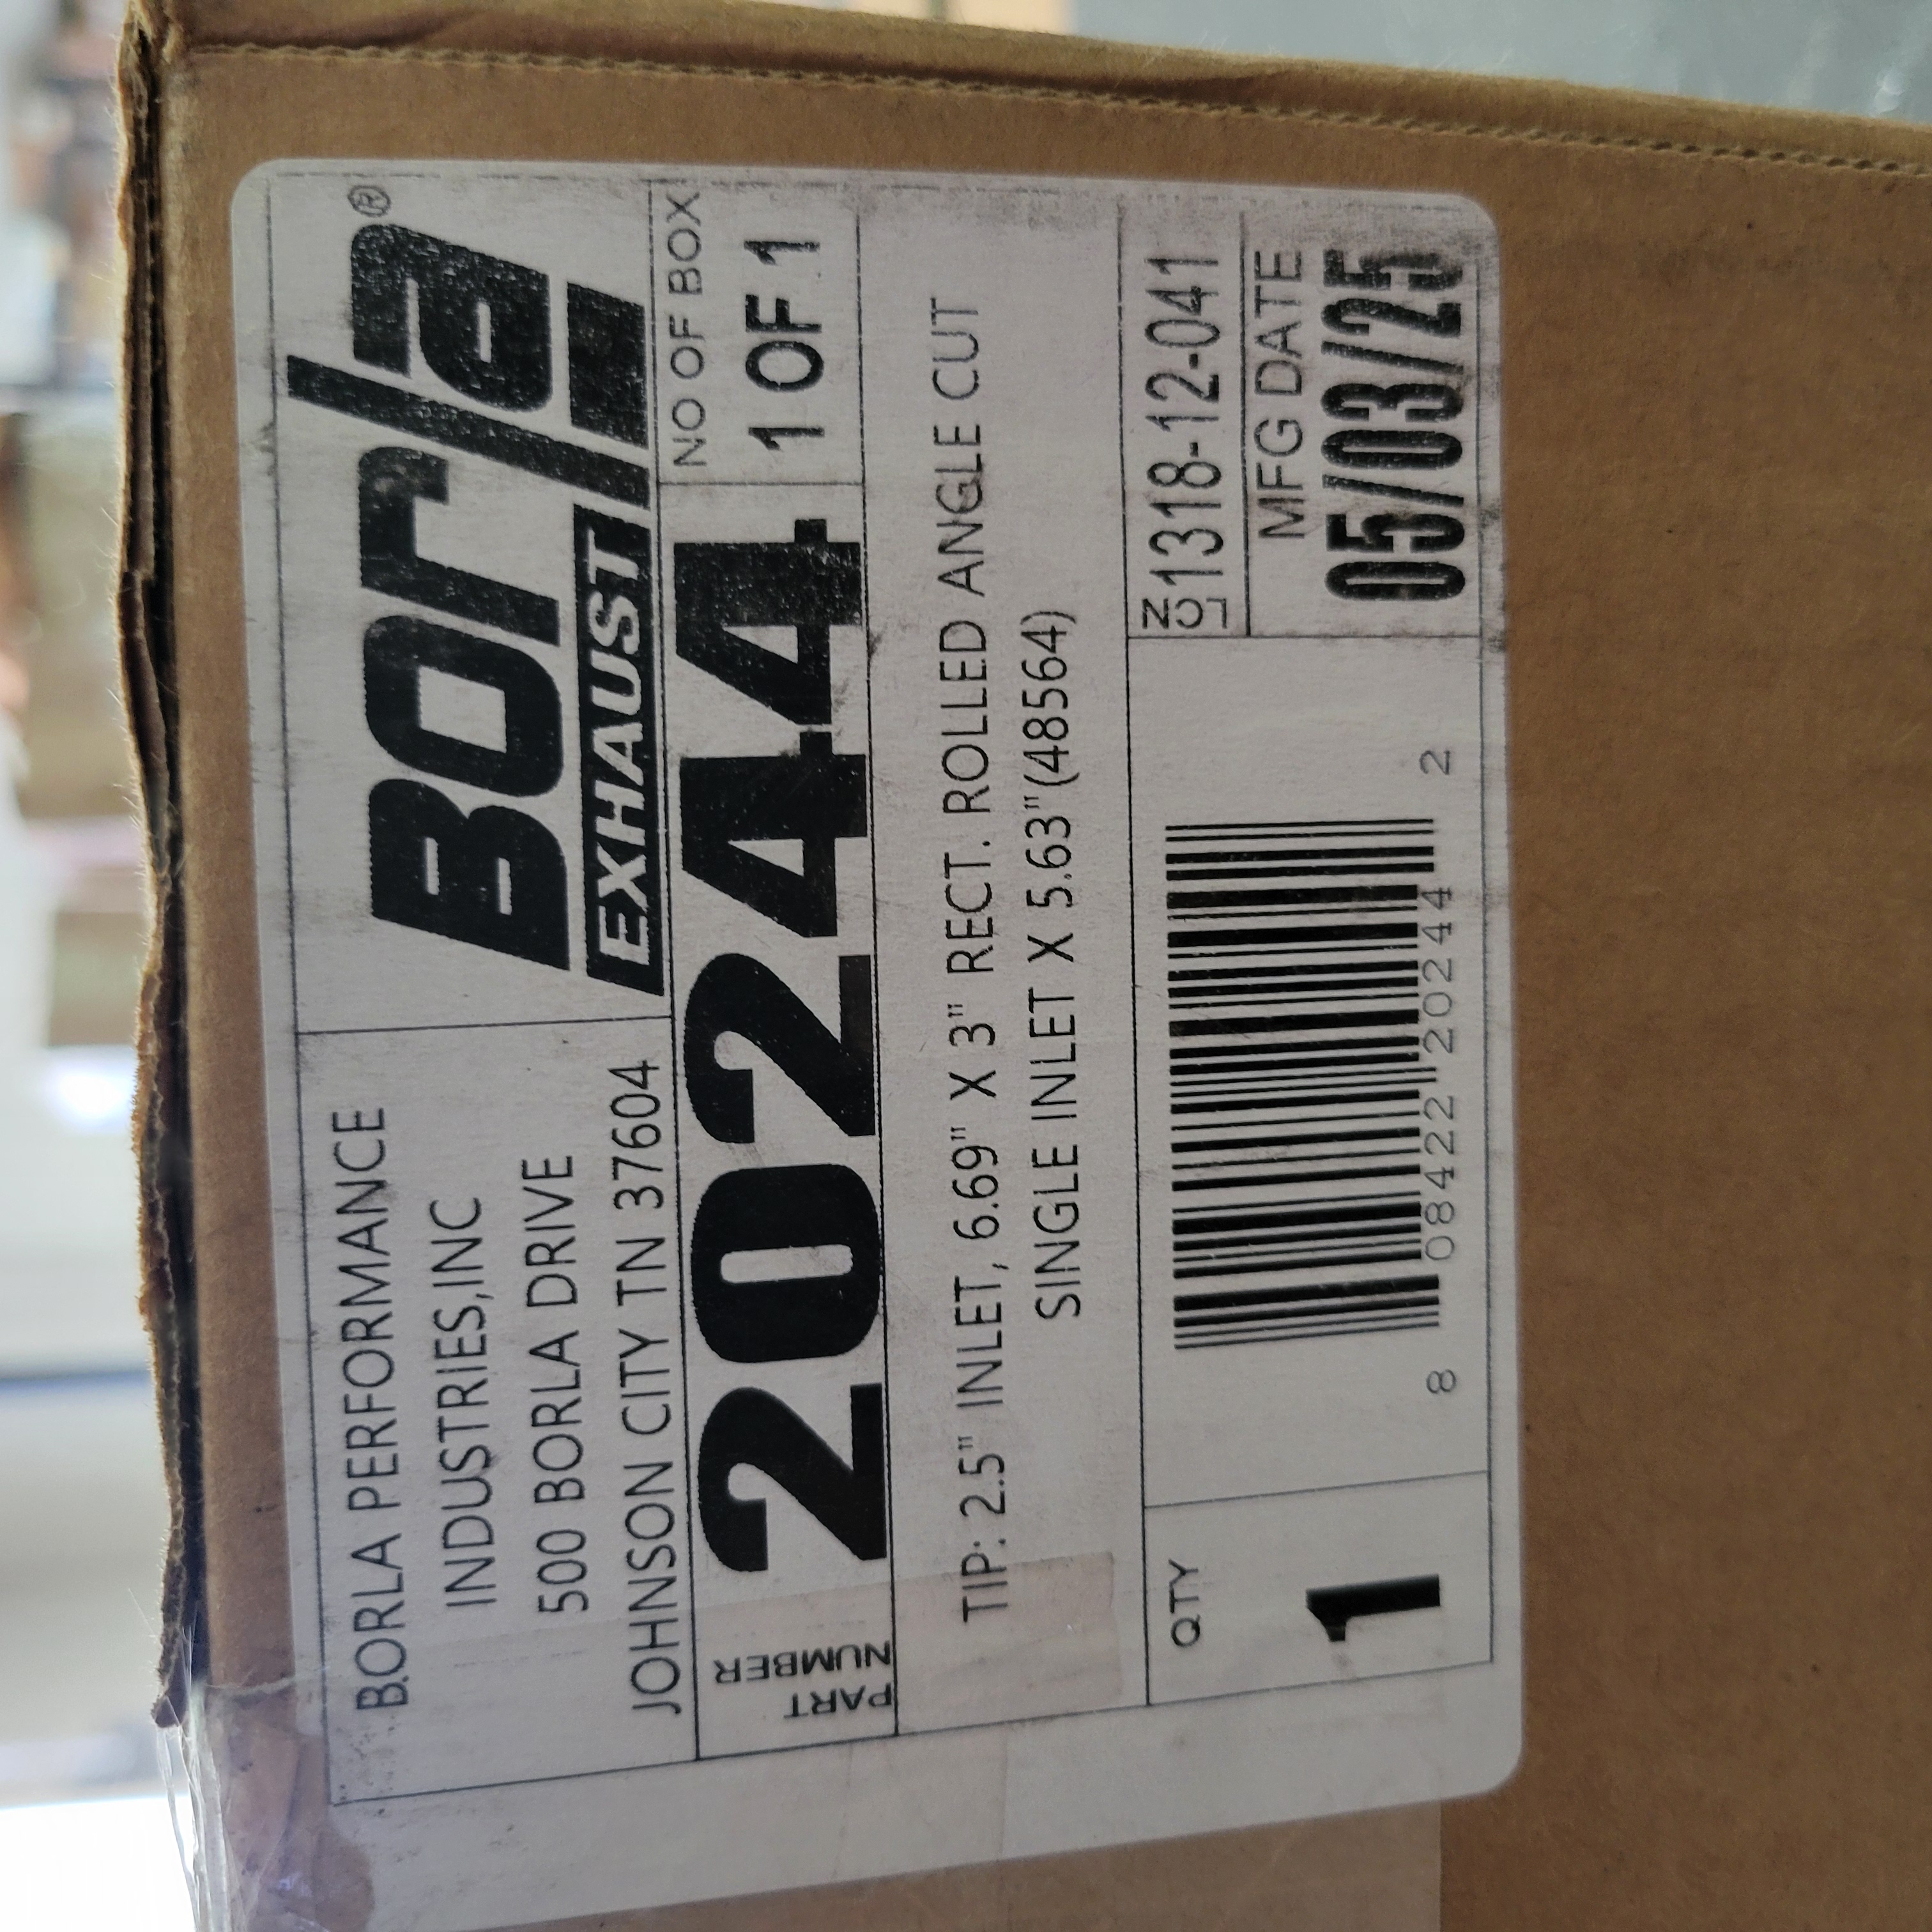 BORLA PERFORMANCE
INDUSTRIES,INC
500 BORLA DRIVE
JOHNSON CITY TN 37604
Borla®
EXHAUST
PART
NUMBER
20244
NO OF BOX
1 OF 1
TIP: 2.5" INLET, 6.69" X 3" RECT. ROLLED ANGLE CUT
SINGLE INLET X 5.63"(48564)
QTY
1
8 08422 20244 2
LOZ
1318-12-041
MFG DATE
05/03/25